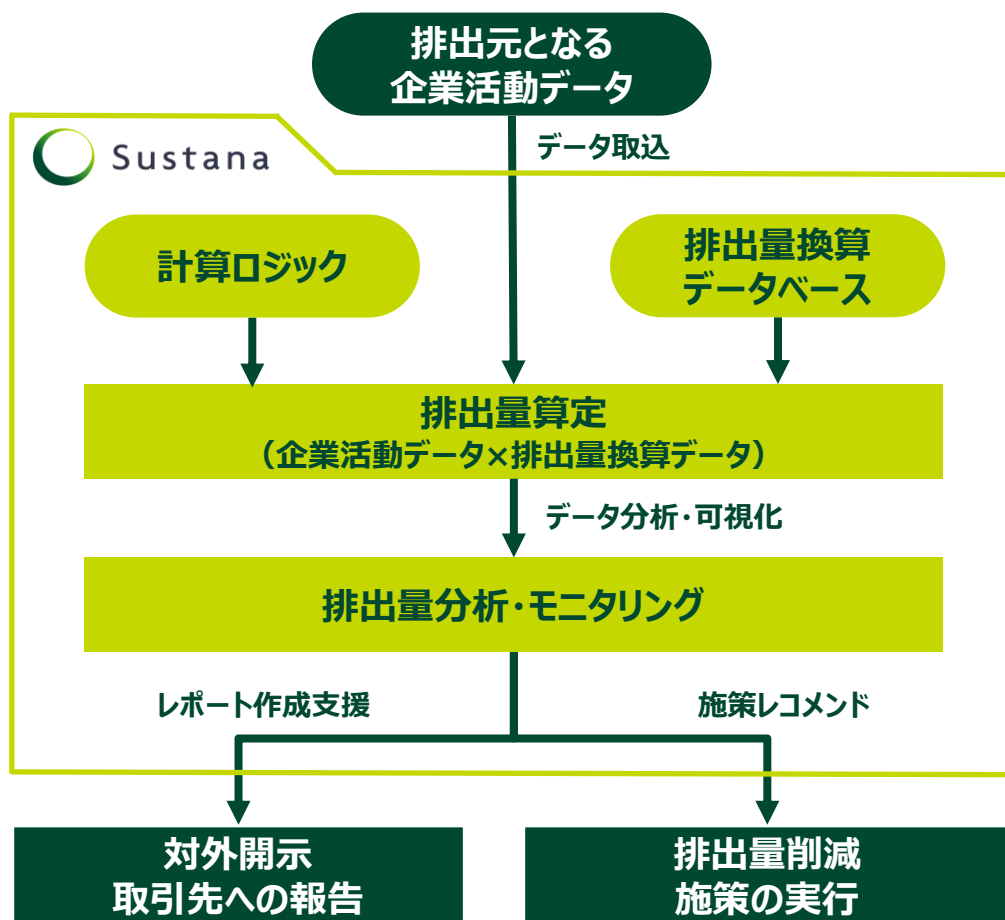 排出元となる
企業活動データ
データ取込
Sustana
計算ロジック
排出量換算
データベース
排出量算定
（企業活動データ×排出量換算データ）
データ分析・可視化
排出量分析・モニタリング
レポート作成支援
施策レコメンド
対外開示
取引先への報告
排出量削減
施策の実行